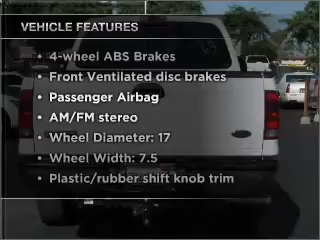 VEHICLE FEATURES
• 4-wheel ABS Brakes
• Front Ventilated disc brakes
• Passenger Airbag
• AM/FM stereo
• Wheel Diameter: 17
• Wheel Width: 7.5
• Plastic/rubber shift knob trim